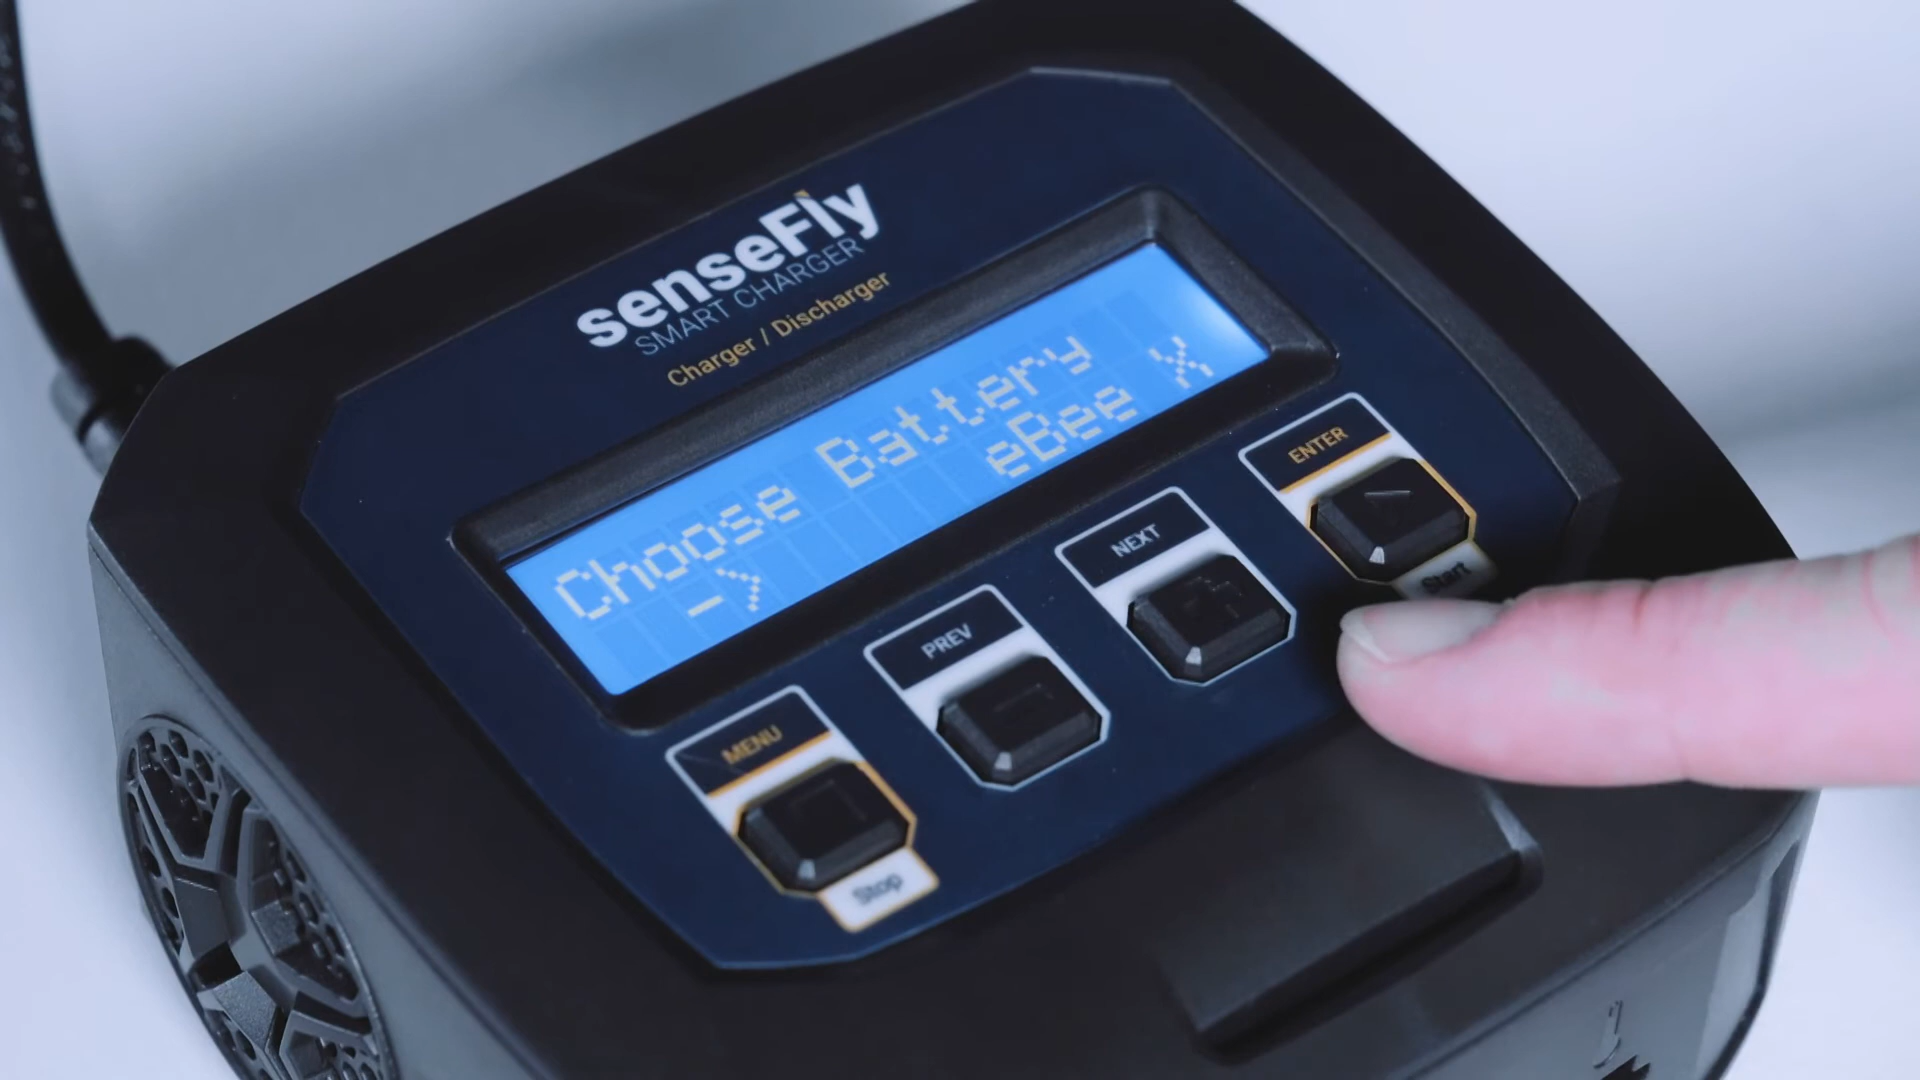 senseFly
SMART CHARGER
Charger / Discharger
Choose Battery
-> eBee X
MENU
PREV
NEXT
ENTER
Stop
Start